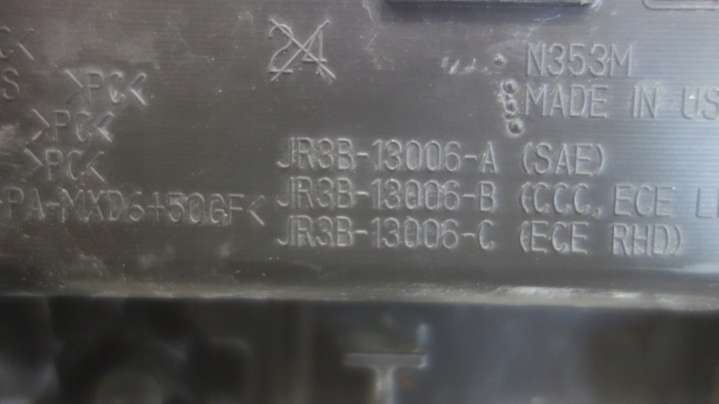 24
N353M
>PC<
MADE IN US
>PC<
>PC<
JR3B-13006-A (SAE)
PA-MXD6+50GF<
JR3B-13006-B (CCC, ECE L
JR3B-13006-C (ECE RHD)